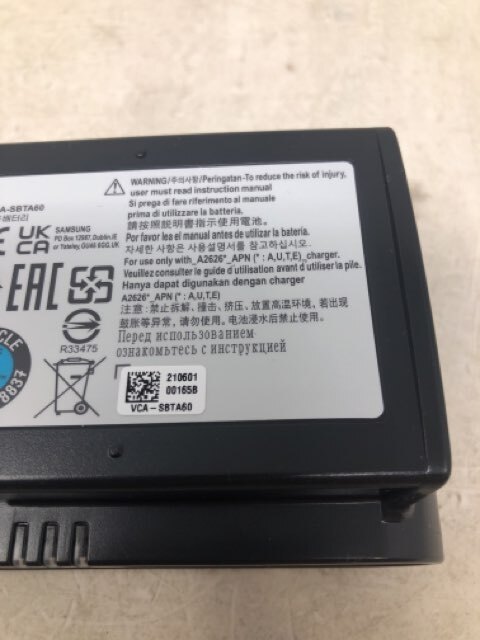 WARNING/주의사항/Peringatan-To reduce the risk of injury,
user must read instruction manual
Si prega di fare riferimento al manuale
prima di utilizzare la batteria.
請按照說明書指示使用電池。
Por favor lea el manual antes de utilizar la batería
자세한 사항은 사용설명서를 참고하십시오.
For use only with_A2626*_APN (* : A,U,T,E)_charger.
Veuillez consulter le guide d'utilisation avant d'utiliser la pile.
Hanya dapat digunakan dengan charger
A2626*_APN (* : A,U,T,E)
注意: 禁止拆解、撞击、挤压、放置高温环境，若出现
鼓胀等异常，请勿使用。电池浸水后禁止使用。
Перед использованием
ознакомьтесь с инструкцией
A-SBTA60
배터리
CE
UK
CA
SAMSUNG
PO Box 12987, Dublin.IE
or Yateley, GU46 6GG.UK
EAC
R33475
CLE
8837
210601
00165B
VCA-SBTA60